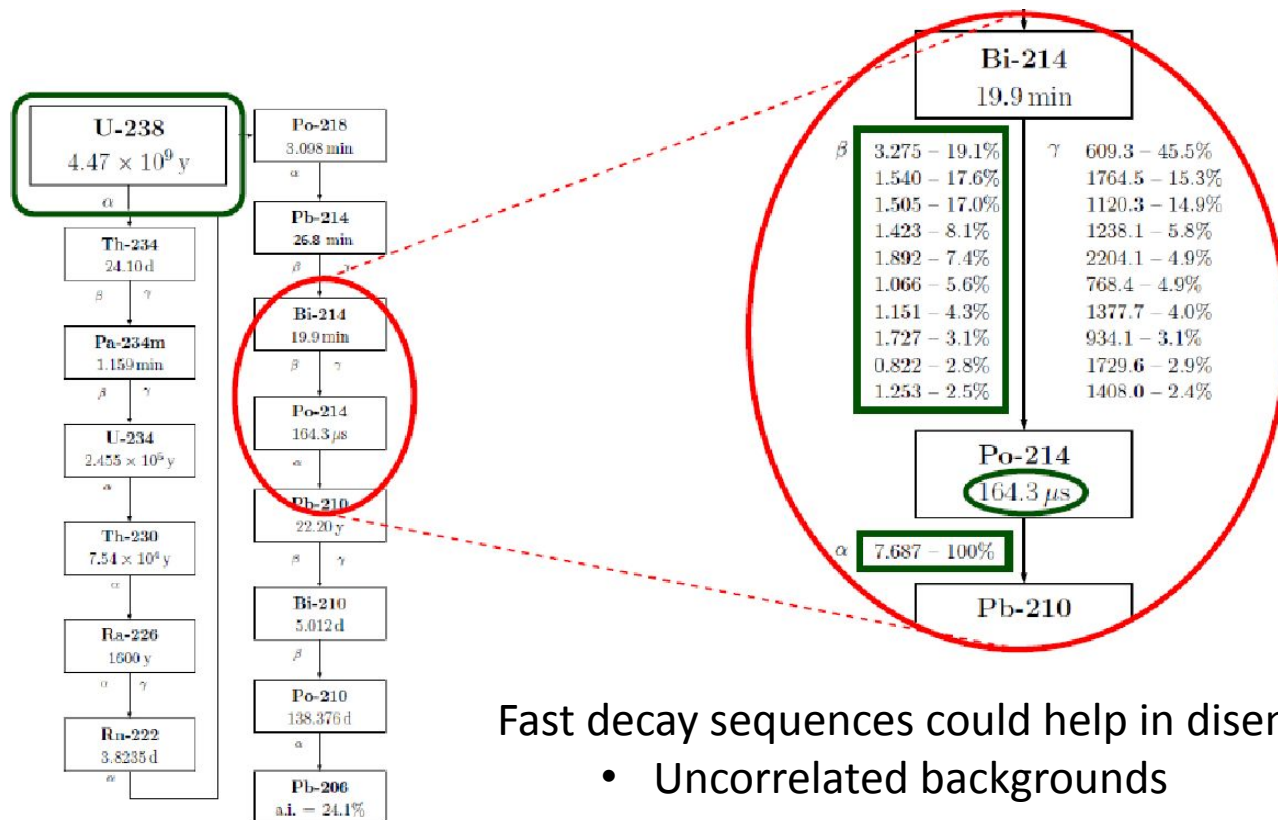 U-238
4.47 × 10⁹ y
α
Th-234
24.10 d
β γ
Pa-234m
1.159 min
β γ
U-234
2.455 × 10⁵ y
α
Th-230
7.54 × 10⁴ y
α
Ra-226
1600 y
α γ
Rn-222
3.8235 d
α
Po-218
3.098 min
α
Pb-214
26.8 min
β γ
Bi-214
19.9 min
β γ
Po-214
164.3 μs
α
Pb-210
22.20 y
β γ
Bi-210
5.012 d
β
Po-210
138.376 d
α
Pb-206
a.i. = 24.1%
Bi-214
19.9 min
β 3.275 – 19.1% γ 609.3 – 45.5%
1.540 – 17.6% 1764.5 – 15.3%
1.505 – 17.0% 1120.3 – 14.9%
1.423 – 8.1% 1238.1 – 5.8%
1.892 – 7.4% 2204.1 – 4.9%
1.066 – 5.6% 768.4 – 4.9%
1.151 – 4.3% 1377.7 – 4.0%
1.727 – 3.1% 934.1 – 3.1%
0.822 – 2.8% 1729.6 – 2.9%
1.253 – 2.5% 1408.0 – 2.4%
Po-214
164.3 μs
α 7.687 – 100%
Pb-210
Fast decay sequences could help in disen
• Uncorrelated backgrounds